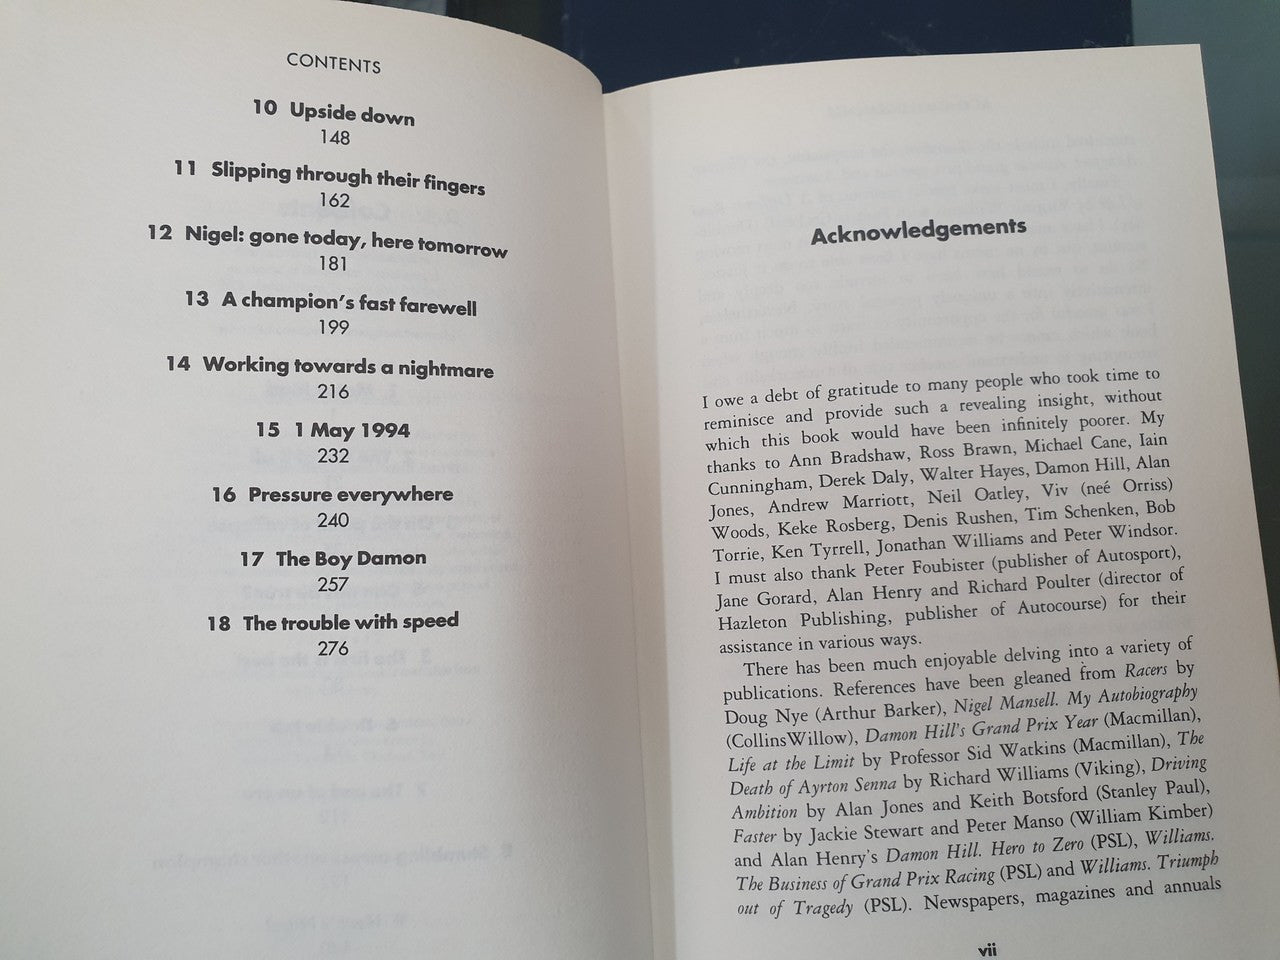 CONTENTS
10 Upside down
148
11 Slipping through their fingers
162
12 Nigel: gone today, here tomorrow
181
13 A champion's fast farewell
199
14 Working towards a nightmare
216
15 1 May 1994
232
16 Pressure everywhere
240
17 The Boy Damon
257
18 The trouble with speed
276
Acknowledgements
I owe a debt of gratitude to many people who took time to
reminisce and provide such a revealing insight, without
which this book would have been infinitely poorer. My
thanks to Ann Bradshaw, Ross Brawn, Michael Cane, Iain
Cunningham, Derek Daly, Walter Hayes, Damon Hill, Alan
Jones, Andrew Marriott, Neil Oatley, Viv (neé Orriss)
Woods, Keke Rosberg, Denis Rushen, Tim Schenken, Bob
Torrie, Ken Tyrrell, Jonathan Williams and Peter Windsor.
I must also thank Peter Foubister (publisher of Autosport),
Jane Gorard, Alan Henry and Richard Poulter (director of
Hazleton Publishing, publisher of Autocourse) for their
assistance in various ways.
There has been much enjoyable delving into a variety of
publications. References have been gleaned from Racers by
Doug Nye (Arthur Barker), Nigel Mansell. My Autobiography
(CollinsWillow), Damon Hill's Grand Prix Year (Macmillan),
Life at the Limit by Professor Sid Watkins (Macmillan), The
Death of Ayrton Senna by Richard Williams (Viking), Driving
Ambition by Alan Jones and Keith Botsford (Stanley Paul),
Faster by Jackie Stewart and Peter Manso (William Kimber)
and Alan Henry's Damon Hill. Hero to Zero (PSL), Williams.
The Business of Grand Prix Racing (PSL) and Williams. Triumph
out of Tragedy (PSL). Newspapers, magazines and annuals
vii